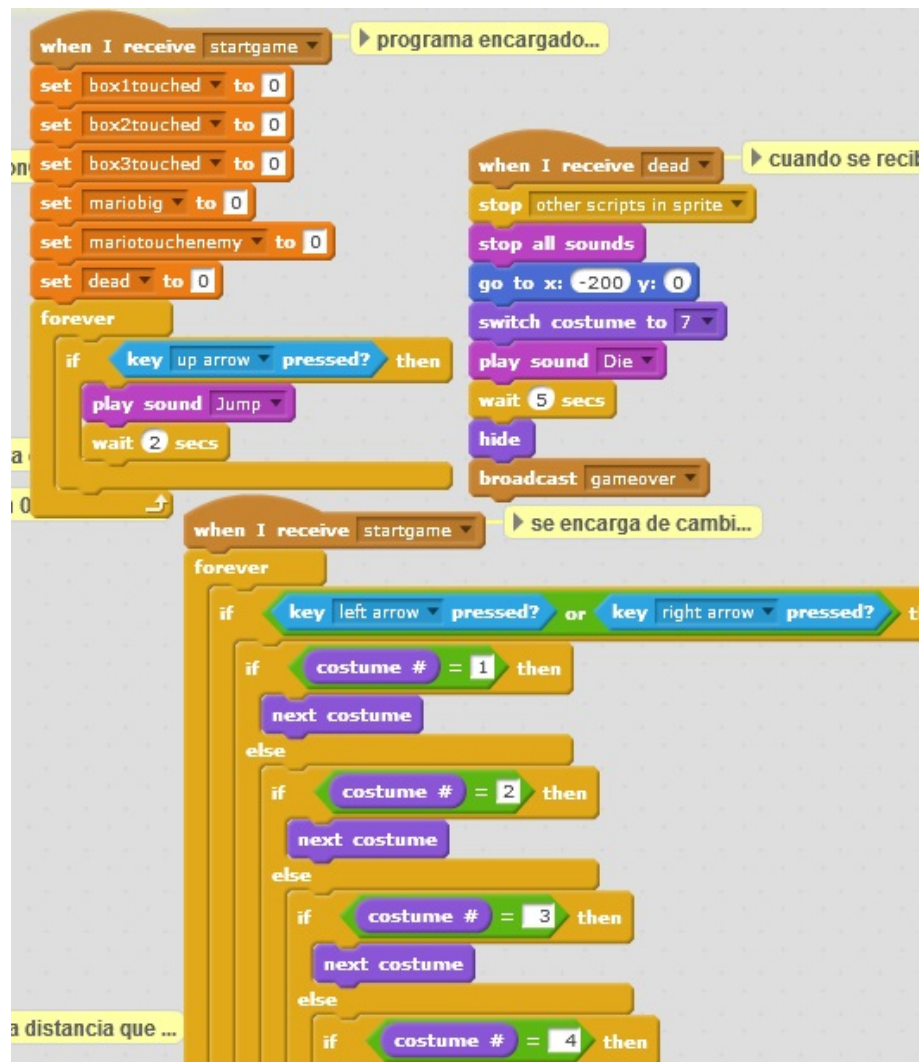 when I receive startgame
programa encargado...
set box1touched to 0
set box2touched to 0
set box3touched to 0
set mariobig to 0
set mariotouchenemy to 0
set dead to 0
forever
if key up arrow pressed? then
play sound Jump
wait 2 secs
when I receive dead
cuando se recib
stop other scripts in sprite
stop all sounds
go to x: -200 y: 0
switch costume to 7
play sound Die
wait 5 secs
hide
broadcast gameover
when I receive startgame
se encarga de cambi...
forever
if key left arrow pressed? or key right arrow pressed?
if costume # = 1 then
next costume
else
if costume # = 2 then
next costume
else
if costume # = 3 then
next costume
else
if costume # = 4 then
a distancia que ...